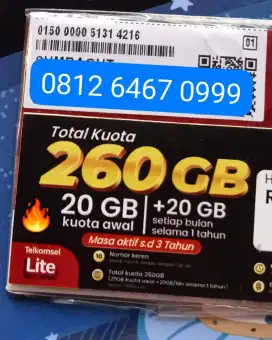 0150 0000 5131 4216
01
0812 6467 0999
Total Kuota
260 GB
20 GB
kuota awal
+20 GB
setiap bulan
selama 1 tahun
Masa aktif s.d 3 Tahun
Telkomsel
Lite
Nomor keren
Total kuota 260GB